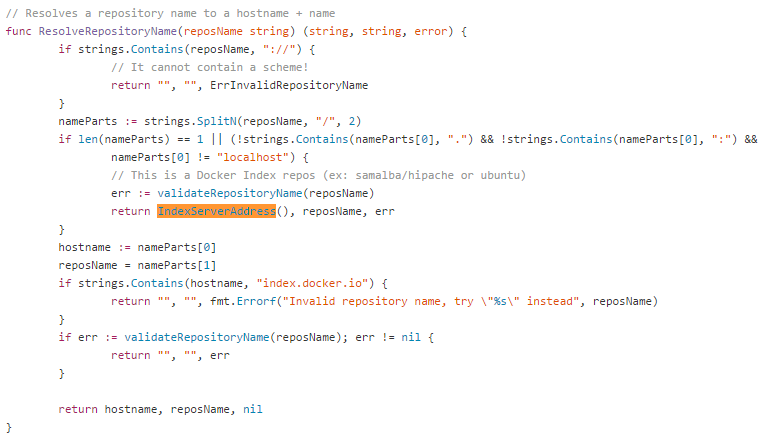 // Resolves a repository name to a hostname + name
func ResolveRepositoryName(reposName string) (string, string, error) {
        if strings.Contains(reposName, "://") {
                // It cannot contain a scheme!
                return "", "", ErrInvalidRepositoryName
        }
        nameParts := strings.SplitN(reposName, "/", 2)
        if len(nameParts) == 1 || (!strings.Contains(nameParts[0], ".") && !strings.Contains(nameParts[0], ":") &&
                nameParts[0] != "localhost") {
                // This is a Docker Index repos (ex: samalba/hipache or ubuntu)
                err := validateRepositoryName(reposName)
                return IndexServerAddress(), reposName, err
        }
        hostname := nameParts[0]
        reposName = nameParts[1]
        if strings.Contains(hostname, "index.docker.io") {
                return "", "", fmt.Errorf("Invalid repository name, try \"%s\" instead", reposName)
        }
        if err := validateRepositoryName(reposName); err != nil {
                return "", "", err
        }

        return hostname, reposName, nil
}